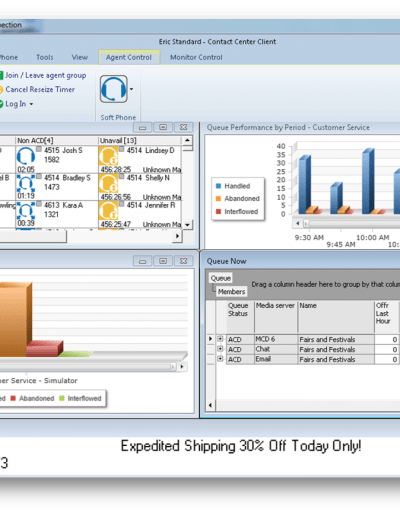 nection
Eric Standard - Contact Center Client
Phone Tools View Agent Control Monitor Control
Join / Leave agent group
Cancel Reseize Timer
Log In
Soft Phone
Non ACD[4] Unavail [13]
4515 Josh S 4514 Lindsey D
1582
02:05 456:28:25 Unknown Ma
el B 4514 Bradley S 4514 Shelly N
1473
01:19 456:26:56 Unknown Ma
owling 4613 Kara A 4514 Jennifer R
1321
00:39 456:25:47 Unknown Ma
Queue Performance by Period - Customer Service
40
35
30
25
20
15
10
5
0
Handled
Abandoned
Interflowed
9:30 AM 10:00 AM
9:45 AM 10:
er Service - Simulator
ed Abandoned Interflowed
Queue Now
Queue
Members
Drag a column header here to group by that colum
Queue Status Media server Name Offr Last Hour
ACD MCD 6 Fairs and Festivals 0
ACD Chat Fairs and Festivals 0
ACD Email Fairs and Festivals 0
Expedited Shipping 30% Off Today Only!
3